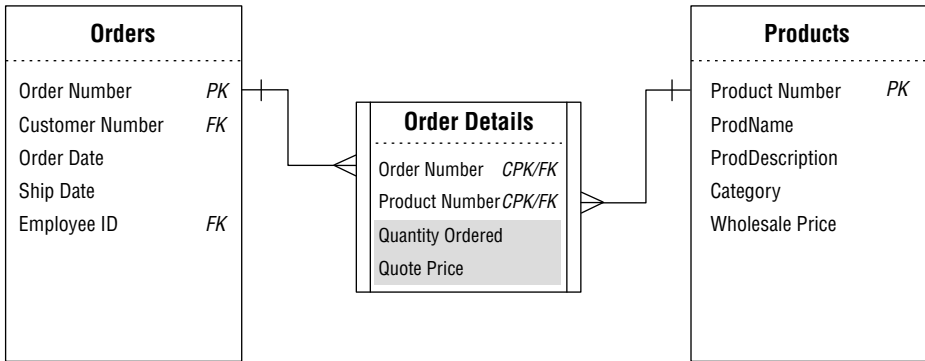 Orders
Order Number PK
Customer Number FK
Order Date
Ship Date
Employee ID FK
Order Details
Order Number CPK/FK
Product Number CPK/FK
Quantity Ordered
Quote Price
Products
Product Number PK
ProdName
ProdDescription
Category
Wholesale Price